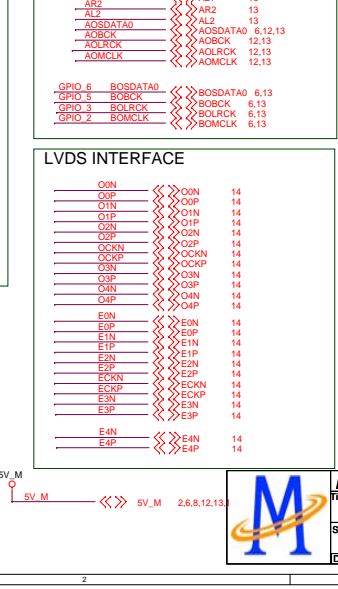 AR2 AR2 13
AL2 AL2 13
AOSDATA0 AOSDATA0 6,12,13
AOBCK AOBCK 12,13
AOLRCK AOLRCK 12,13
AOMCLK AOMCLK 12,13
GPIO_6 BOSDATA0 BOSDATA0 6,13
GPIO_5 BOBCK BOBCK 6,13
GPIO_3 BOLRCK BOLRCK 6,13
GPIO_2 BOMCLK BOMCLK 6,13
LVDS INTERFACE
O0N O0N 14
O0P O0P 14
O1N O1N 14
O1P O1P 14
O2N O2N 14
O2P O2P 14
OCKN OCKN 14
OCKP OCKP 14
O3N O3N 14
O3P O3P 14
O4N O4N 14
O4P O4P 14
E0N E0N 14
E0P E0P 14
E1N E1N 14
E1P E1P 14
E2N E2N 14
E2P E2P 14
ECKN ECKN 14
ECKP ECKP 14
E3N E3N 14
E3P E3P 14
E4N E4N 14
E4P E4P 14
5V_M
5V_M 5V_M 2,6,8,12,13,1
M
2